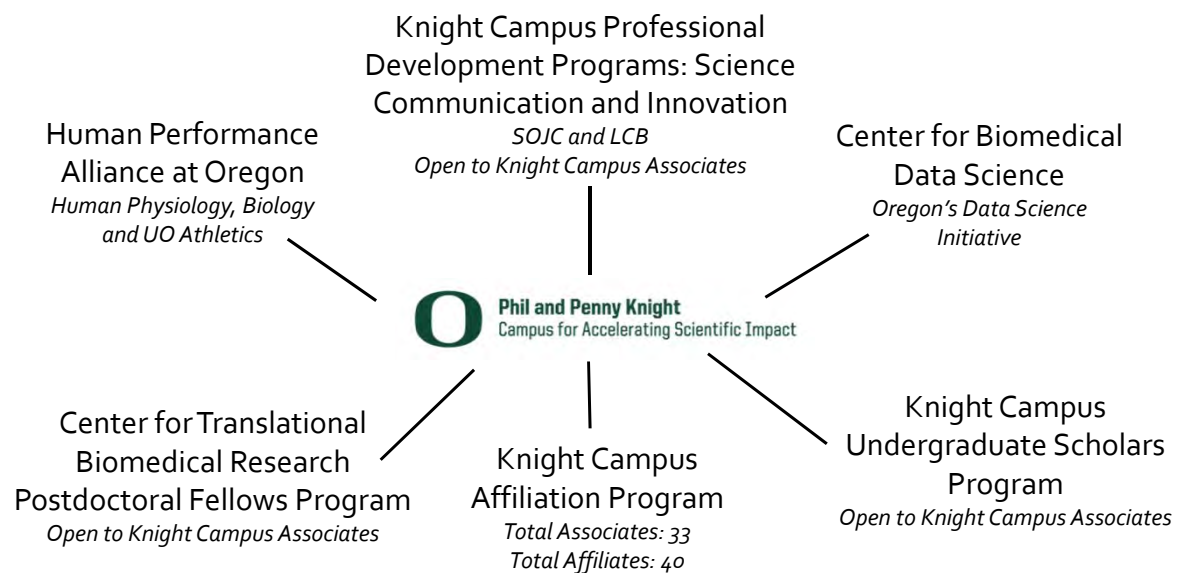 Knight Campus Professional
Development Programs: Science
Communication and Innovation
SOJC and LCB
Open to Knight Campus Associates
Human Performance
Alliance at Oregon
Human Physiology, Biology
and UO Athletics
Center for Biomedical
Data Science
Oregon's Data Science
Initiative
O
Phil and Penny Knight
Campus for Accelerating Scientific Impact
Center for Translational
Biomedical Research
Postdoctoral Fellows Program
Open to Knight Campus Associates
Knight Campus
Affiliation Program
Total Associates: 33
Total Affiliates: 40
Knight Campus
Undergraduate Scholars
Program
Open to Knight Campus Associates